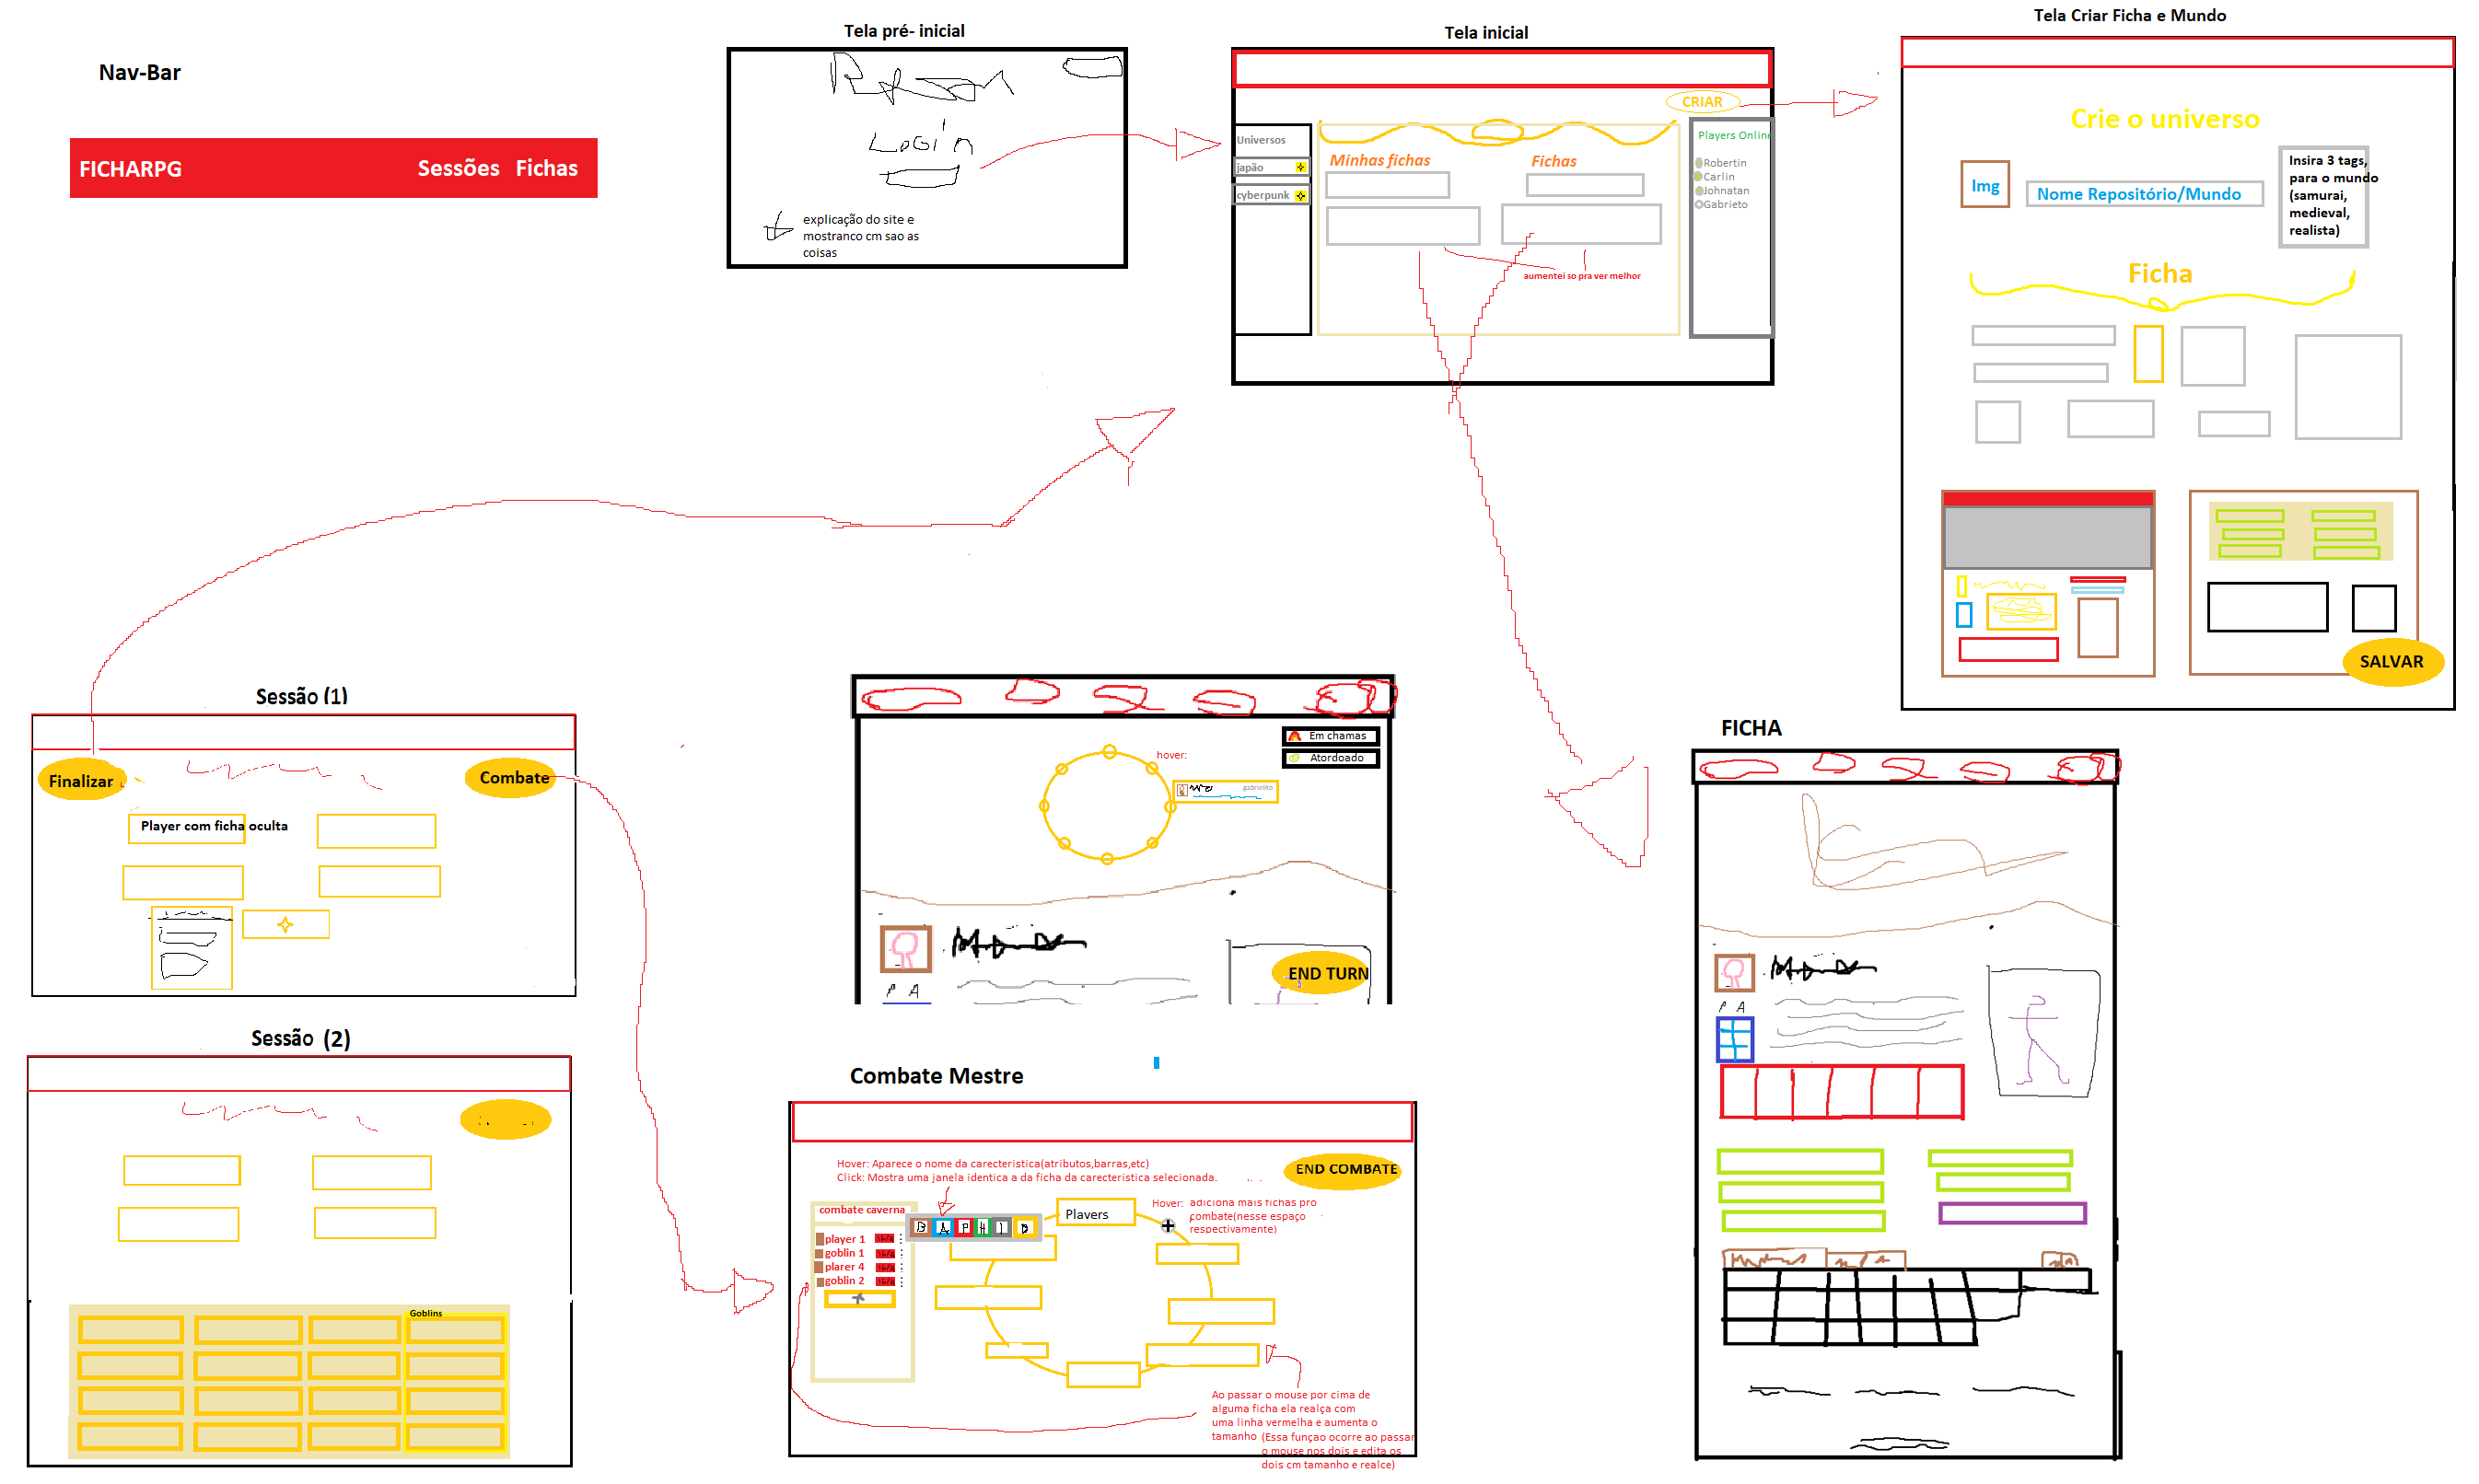 Nav-Bar
FICHARPG
Sessões
Fichas
Tela pré- inicial
Login
explicação do site e
mostranco cm sao as
coisas
Tela inicial
CRIAR
Universos
japão
cyberpunk
Minhas fichas
Fichas
aumentei so pra ver melhor
Players Online
Robertin
Carlin
Johnatan
Gabrieto
Tela Criar Ficha e Mundo
Crie o universo
Img
Nome Repositório/Mundo
Insira 3 tags,
para o mundo
(samurai,
medieval,
realista)
Ficha
SALVAR
Sessão (1)
Finalizar
Combate
Player com ficha oculta
Sessão (2)
Goblins
Em chamas
Atordoado
hover:
gabrielito
P A
END TURN
Combate Mestre
Hover: Aparece o nome da carecteristica(atributos,barras,etc)
Click: Mostra uma janela identica a da ficha da carecteristica selecionada.
END COMBATE
combate caverna
B A P H I B
player 1
goblin 1
plarer 4
goblin 2
Players
Hover: adiciona mais fichas pro
combate(nesse espaço
respectivamente)
Ao passar o mouse por cima de
alguma ficha ela realça com
uma linha vermelha e aumenta o
tamanho (Essa funçao ocorre ao passar
o mouse nos dois e edita os
dois cm tamanho e realce)
FICHA
P A